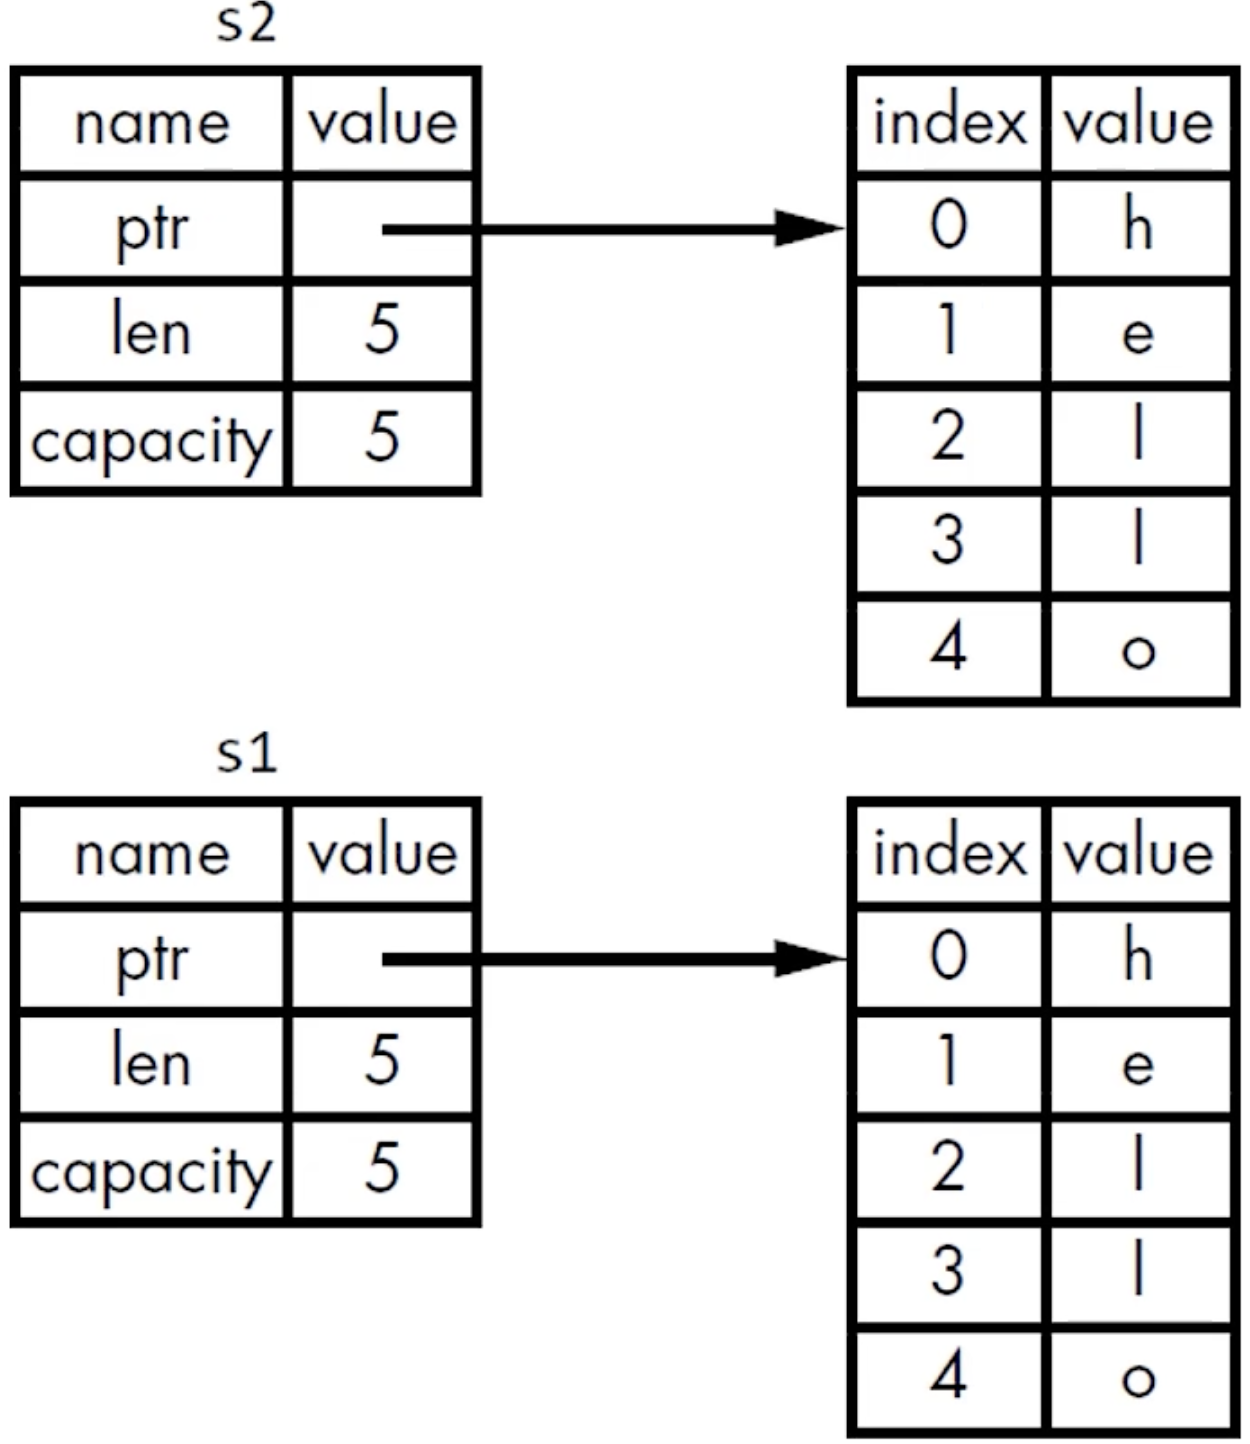 s2
name value
ptr
len 5
capacity 5
index value
0 h
1 e
2 l
3 l
4 o
s1
name value
ptr
len 5
capacity 5
index value
0 h
1 e
2 l
3 l
4 o